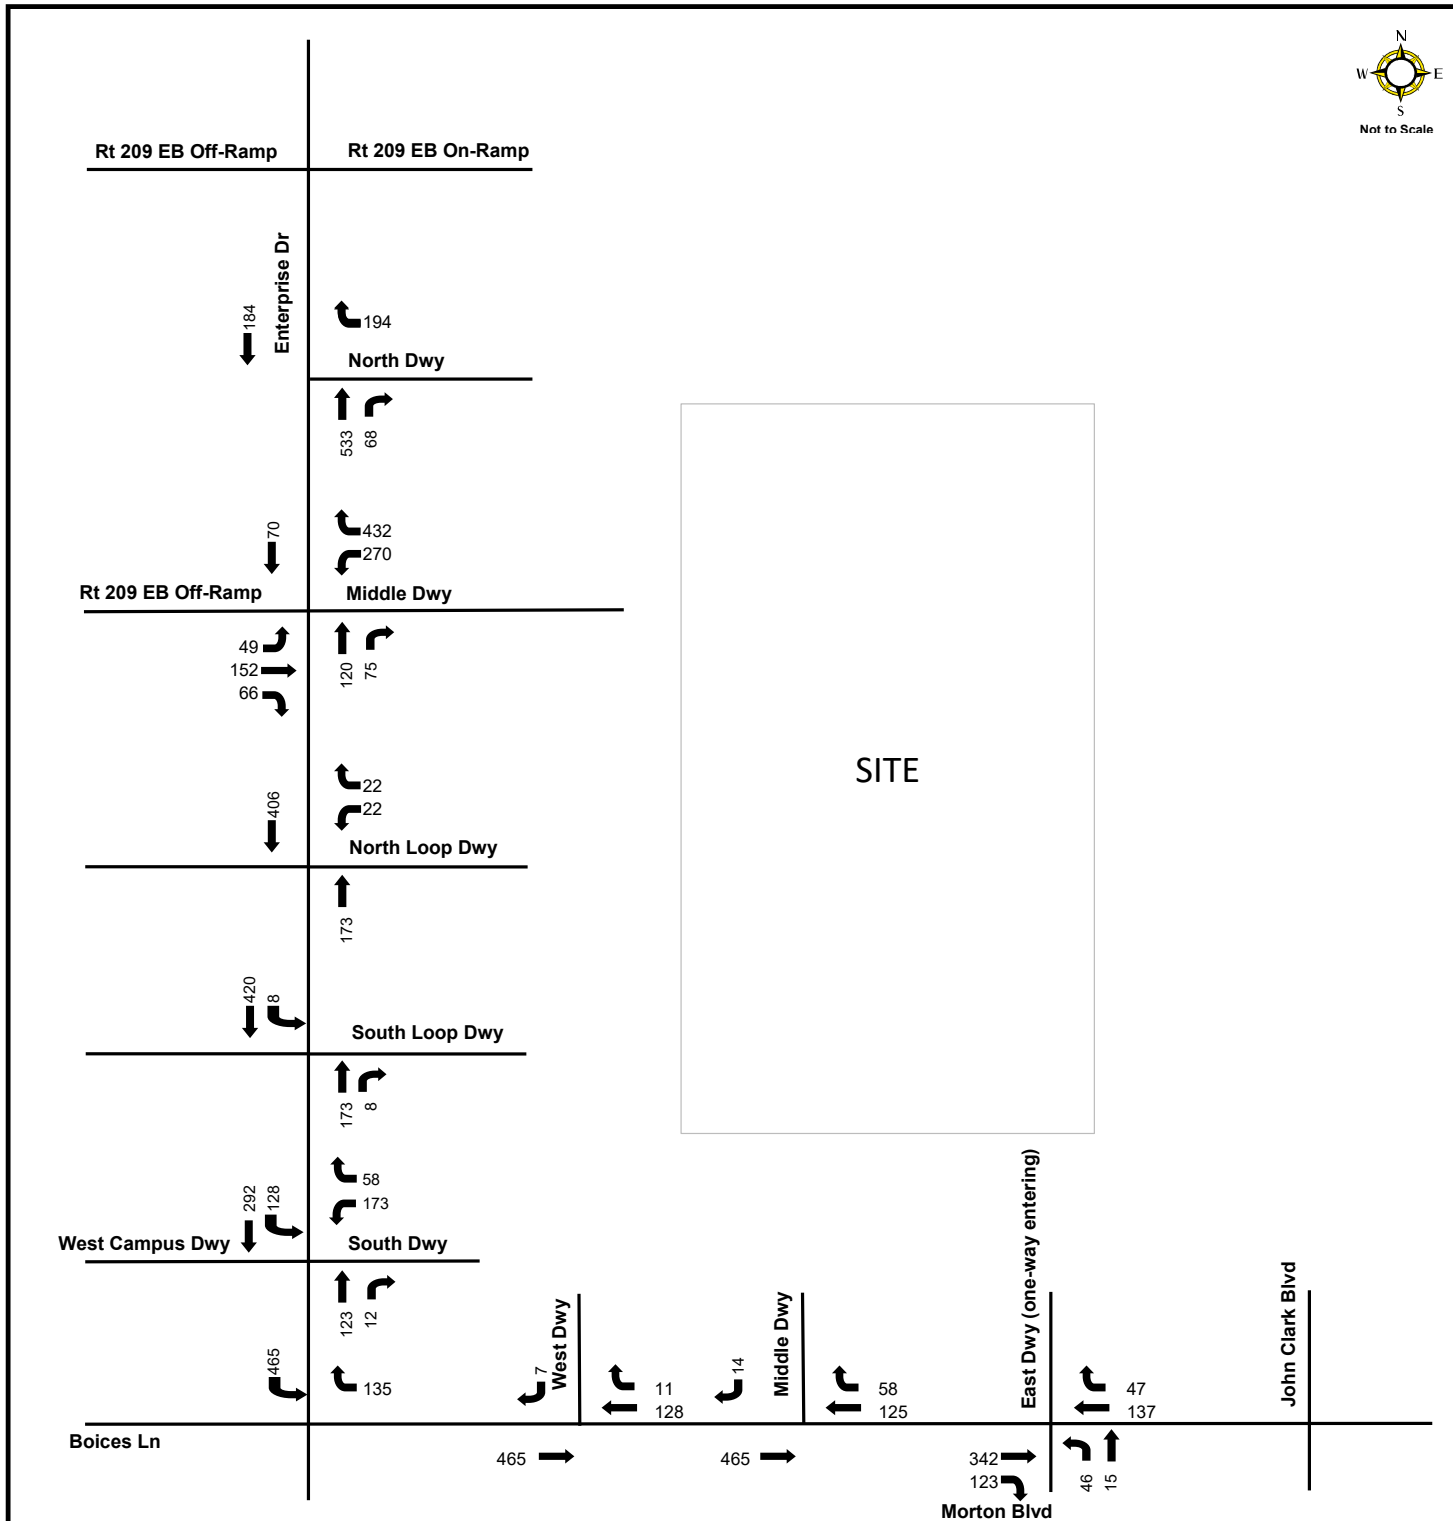 N
W E
S
Not to Scale
Rt 209 EB Off-Ramp
Rt 209 EB On-Ramp
Enterprise Dr
184
194
North Dwy
533
68
70
432
270
Rt 209 EB Off-Ramp
Middle Dwy
49
152
66
120
75
SITE
406
22
22
North Loop Dwy
173
420
8
South Loop Dwy
173
8
292
128
58
173
West Campus Dwy
South Dwy
123
12
465
135
Boices Ln
7
West Dwy
11
128
14
Middle Dwy
58
125
East Dwy (one-way entering)
47
137
John Clark Blvd
465
465
342
123
46
15
Morton Blvd